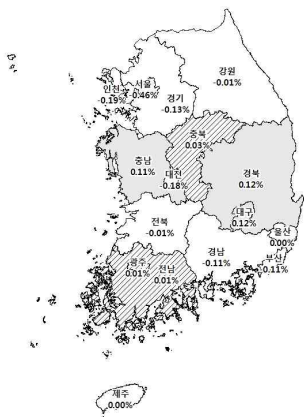 강원
-0.01%
서울
-0.46%
인천
-0.19%
경기
-0.13%
충북
0.03%
충남
0.11%
대전
-0.18%
경북
0.12%
대구
0.12%
전북
-0.01%
울산
0.00%
경남
-0.11%
부산
0.11%
광주
0.01%
전남
0.01%
제주
0.00%